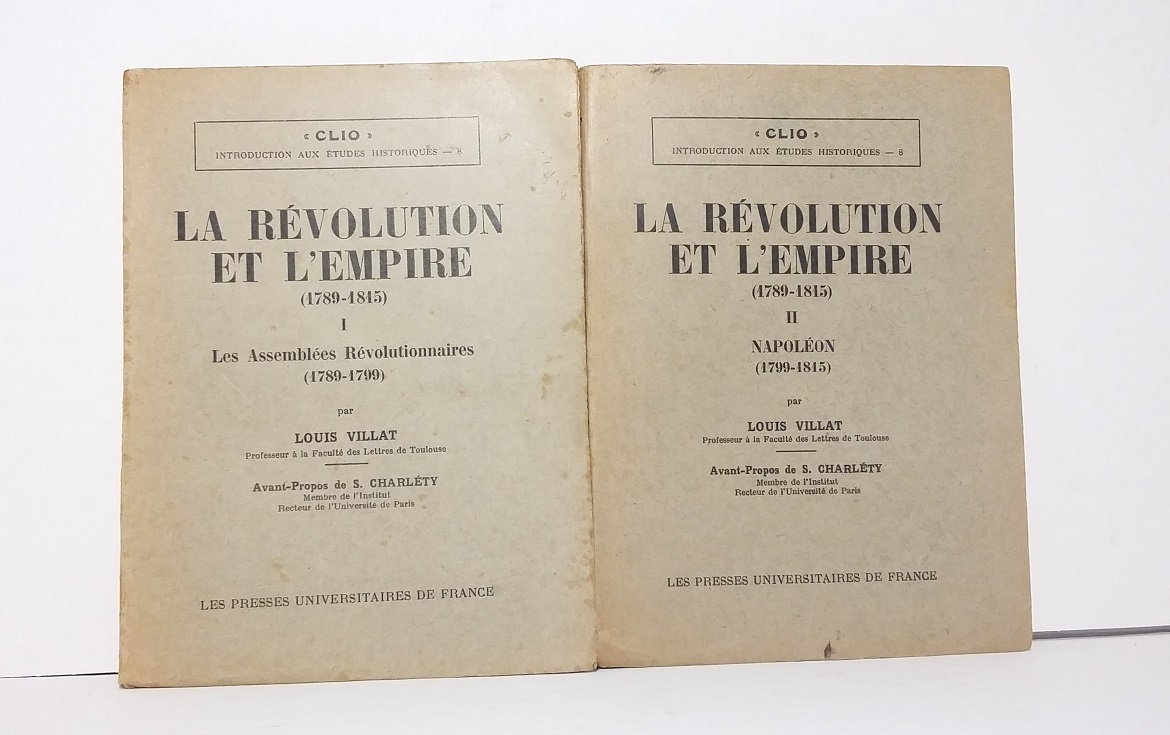 « CLIO »
INTRODUCTION AUX ÉTUDES HISTORIQUES — 8
LA RÉVOLUTION
ET L'EMPIRE
(1789-1815)
I
Les Assemblées Révolutionnaires
(1789-1799)
par
LOUIS VILLAT
Professeur à la Faculté des Lettres de Toulouse
Avant-Propos de S. CHARLÉTY
Membre de l'Institut
Recteur de l'Université de Paris
LES PRESSES UNIVERSITAIRES DE FRANCE
« CLIO »
INTRODUCTION AUX ÉTUDES HISTORIQUES — 8
LA RÉVOLUTION
ET L'EMPIRE
(1789-1815)
II
NAPOLÉON
(1799-1815)
par
LOUIS VILLAT
Professeur à la Faculté des Lettres de Toulouse
Avant-Propos de S. CHARLÉTY
Membre de l'Institut
Recteur de l'Université de Paris
LES PRESSES UNIVERSITAIRES DE FRANCE